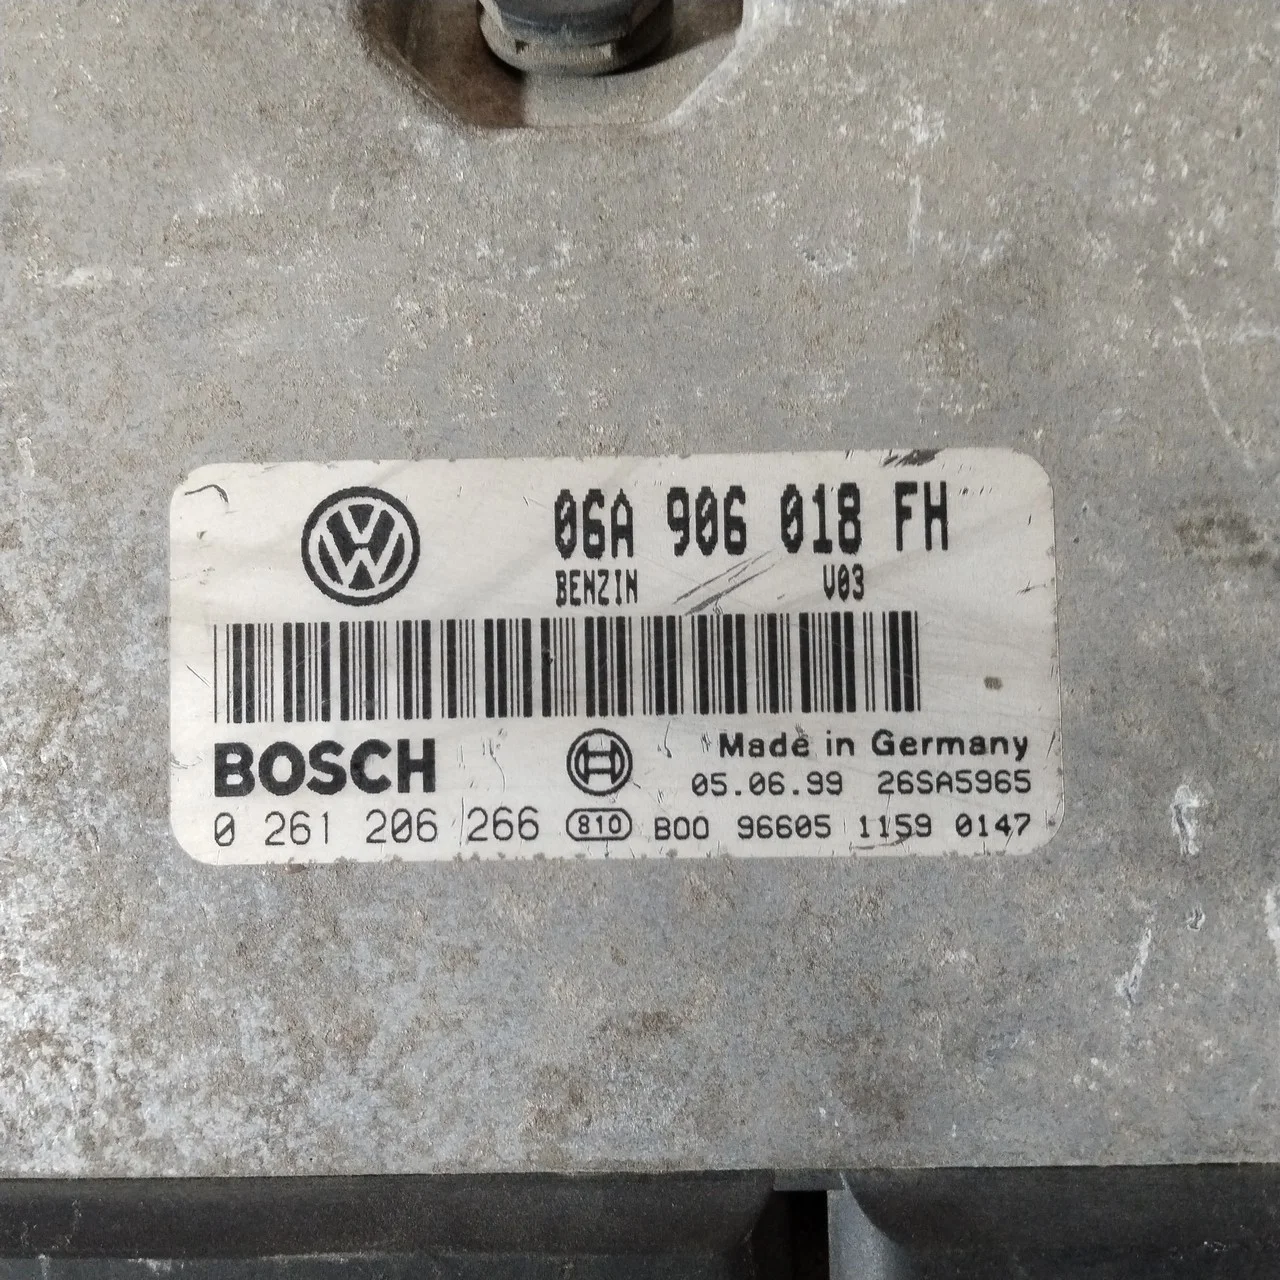 06A 906 018 FH
BENZIN V03
BOSCH Made in Germany
05.06.99 26SA5965
0 261 206 266 810 B00 96605 1159 0147